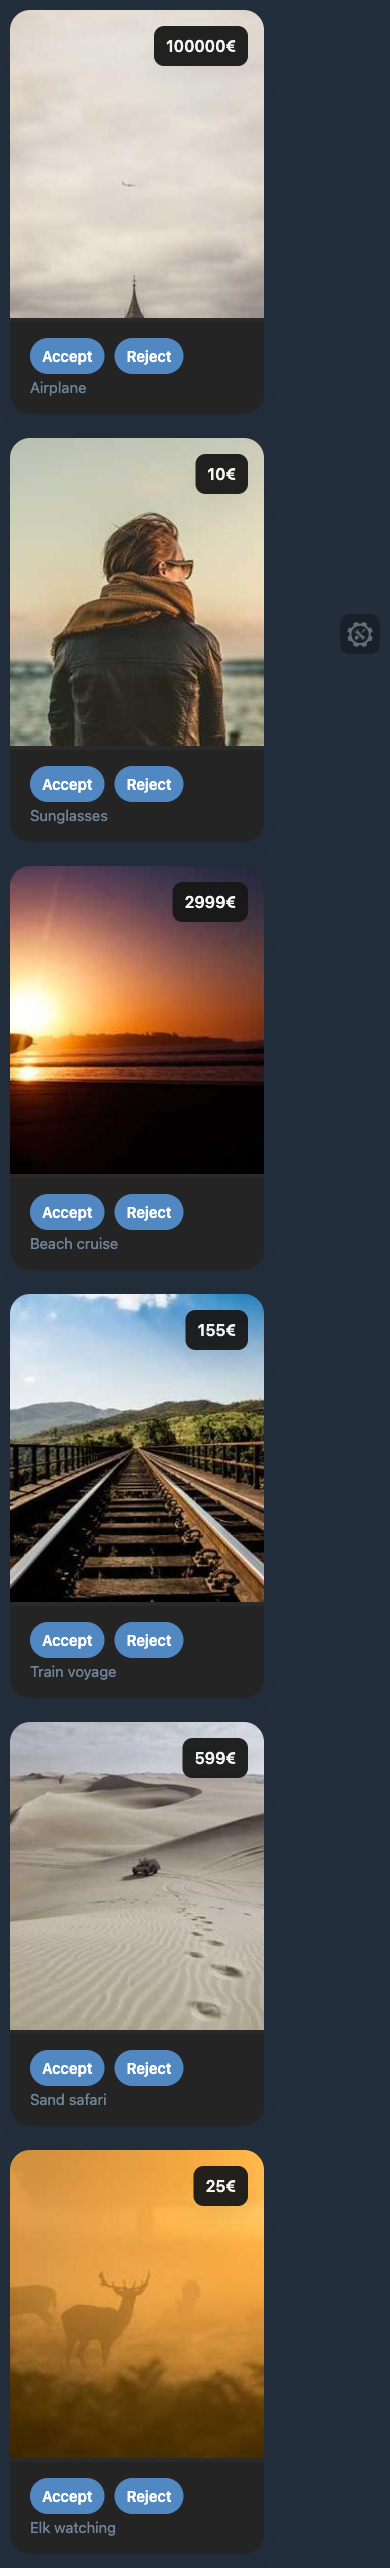 100000€
Accept Reject
Airplane
10€
Accept Reject
Sunglasses
2999€
Accept Reject
Beach cruise
155€
Accept Reject
Train voyage
599€
Accept Reject
Sand safari
25€
Accept Reject
Elk watching